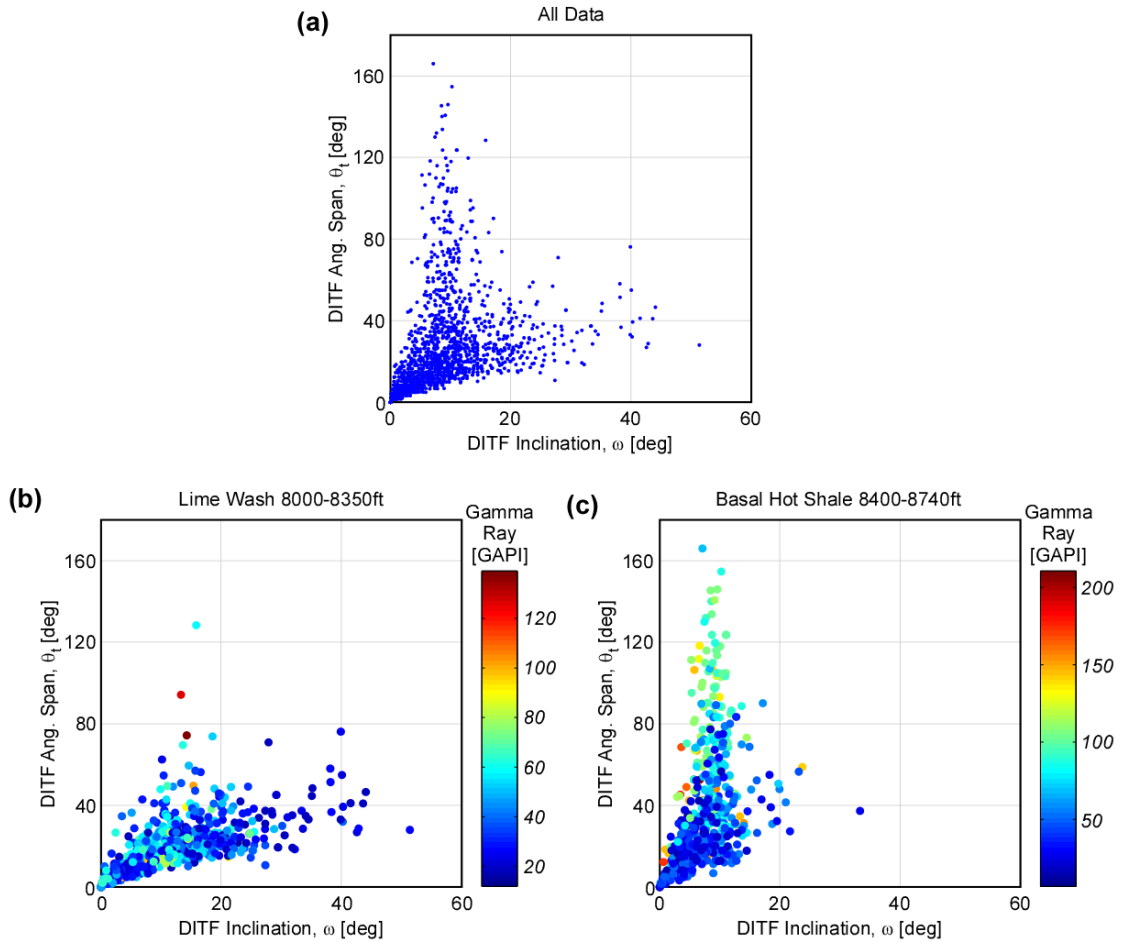 (a)
All Data
160
120
80
40
0
DITF Ang. Span, θt [deg]
0 20 40 60
DITF Inclination, ω [deg]
(b)
Lime Wash 8000-8350ft
Gamma
Ray
[GAPI]
160
120
80
40
0
DITF Ang. Span, θt [deg]
0 20 40 60
DITF Inclination, ω [deg]
120
100
80
60
40
20
(c)
Basal Hot Shale 8400-8740ft
Gamma
Ray
[GAPI]
160
120
80
40
0
DITF Ang. Span, θt [deg]
0 20 40 60
DITF Inclination, ω [deg]
200
150
100
50